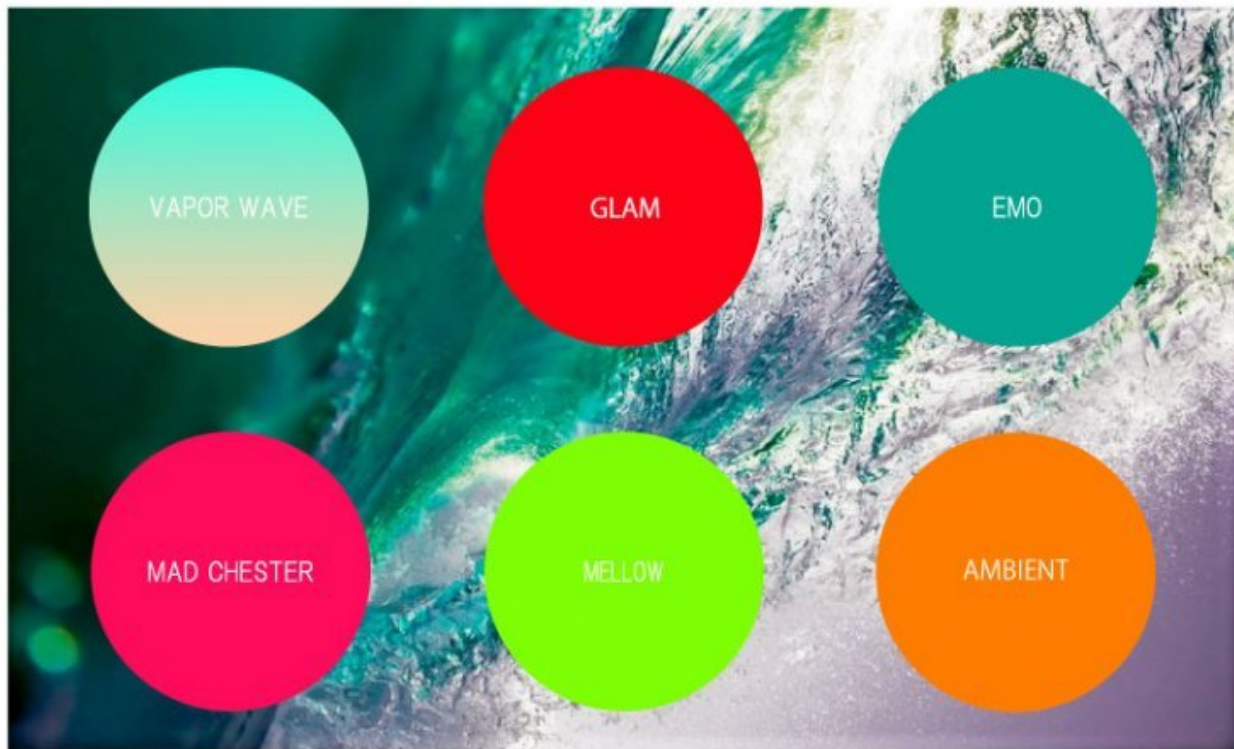 VAPOR WAVE
GLAM
EMO
MAD CHESTER
MELLOW
AMBIENT